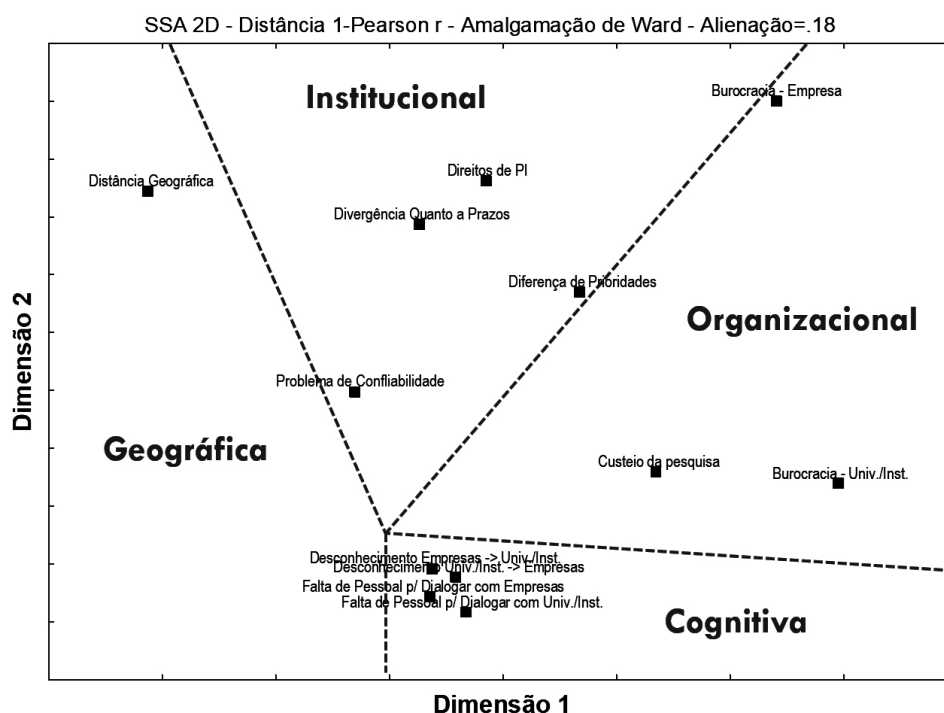 SSA 2D - Distância 1-Pearson r - Amalgamação de Ward - Alienação=.18
Institucional
Burocracia - Empresa
Distância Geográfica
Direitos de PI
Divergência Quanto a Prazos
Diferença de Prioridades
Organizacional
Dimensão 2
Problema de Confliabilidade
Geográfica
Custeio da pesquisa
Burocracia - Univ./Inst.
Desconhecimento Empresas -> Univ./Inst.
Desconhecimento Univ./Inst. -> Empresas
Falta de Pessoal p/ Dialogar com Empresas
Falta de Pessoal p/ Dialogar com Univ./Inst.
Cognitiva
Dimensão 1